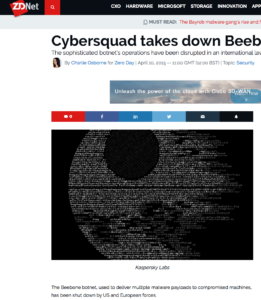 ZDNet
CXO HARDWARE MICROSOFT STORAGE INNOVATION
MUST READ: The Bayrob malware gang's rise and
Cybersquad takes down Beeb
The sophisticated botnet's operations have been disrupted in an international law
By Charlie Osborne for Zero Day | April 10, 2015 -- 11:00 GMT (12:00 BST) | Topic: Security
Unleash the power of the cloud with Cisco SD-WAN
Kaspersky Labs
The Beebone botnet, used to deliver multiple malware payloads to compromised machines,
has been shut down by US and European forces.